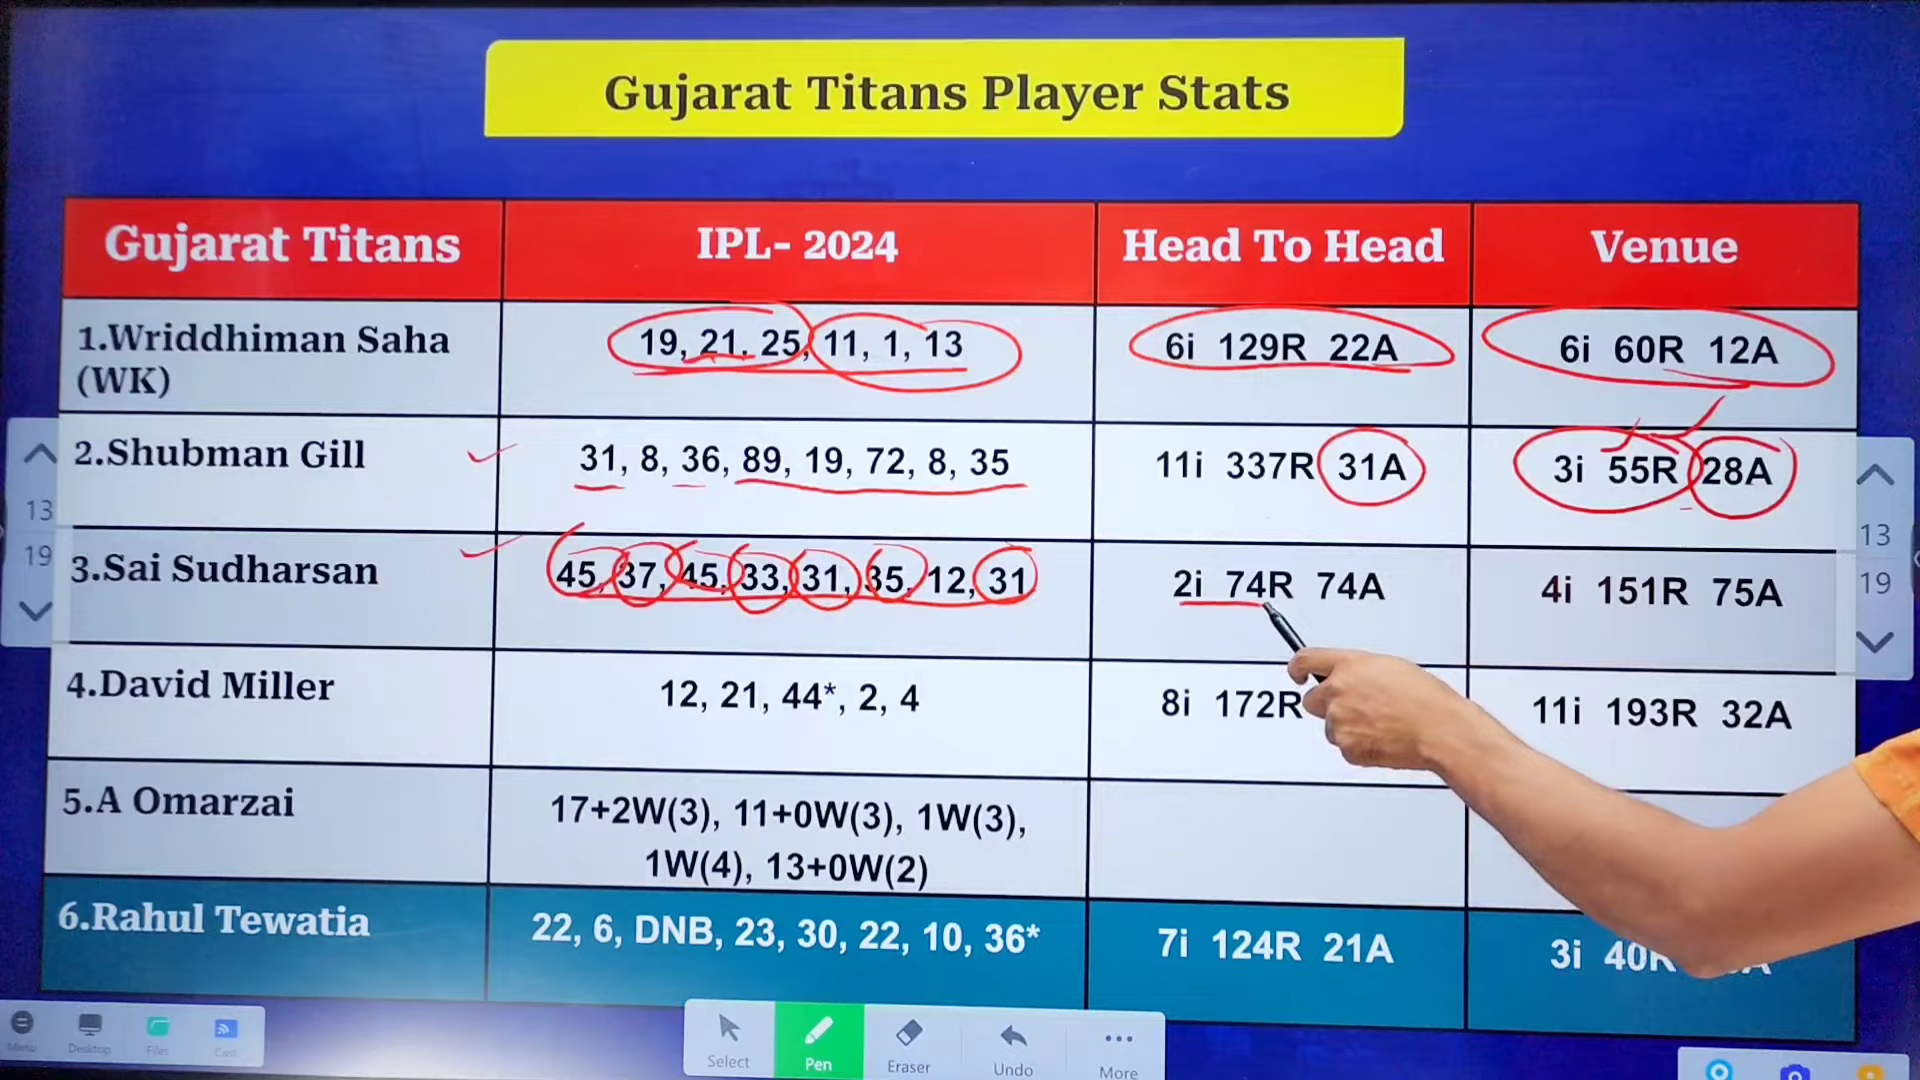 Gujarat Titans Player Stats
Gujarat Titans IPL- 2024 Head To Head Venue
1.Wriddhiman Saha 19, 21, 25, 11, 1, 13 6i 129R 22A 6i 60R 12A
(WK)
2.Shubman Gill 31, 8, 36, 89, 19, 72, 8, 35 11i 337R 31A 3i 55R 28A
3.Sai Sudharsan 45, 37, 45, 33, 31, 35, 12, 31 2i 74R 74A 4i 151R 75A
4.David Miller 12, 21, 44*, 2, 4 8i 172R 11i 193R 32A
5.A Omarzai 17+2W(3), 11+0W(3), 1W(3),
1W(4), 13+0W(2)
6.Rahul Tewatia 22, 6, DNB, 23, 30, 22, 10, 36* 7i 124R 21A 3i 40R
13
19
13
19
Menu Desktop Files Cast
Select Pen Eraser Undo More